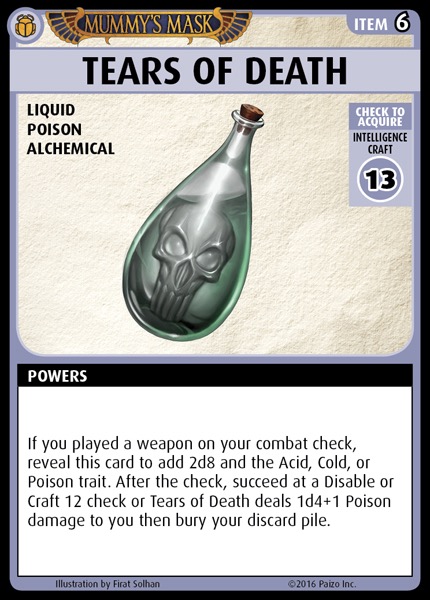 MUMMY'S MASK
ITEM 6
TEARS OF DEATH
LIQUID
POISON
ALCHEMICAL
CHECK TO
ACQUIRE
INTELLIGENCE
CRAFT
13
POWERS
If you played a weapon on your combat check,
reveal this card to add 2d8 and the Acid, Cold, or
Poison trait. After the check, succeed at a Disable or
Craft 12 check or Tears of Death deals 1d4+1 Poison
damage to you then bury your discard pile.
Illustration by Firat Solhan
©2016 Paizo Inc.